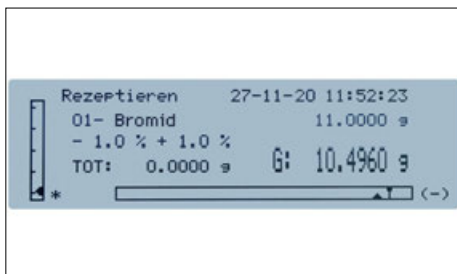 Rezeptieren 27-11-20 11:52:23
01- Bromid 11.0000 g
- 1.0 % + 1.0 %
TOT: 0.0000 g G: 10.4960 g
* (-)